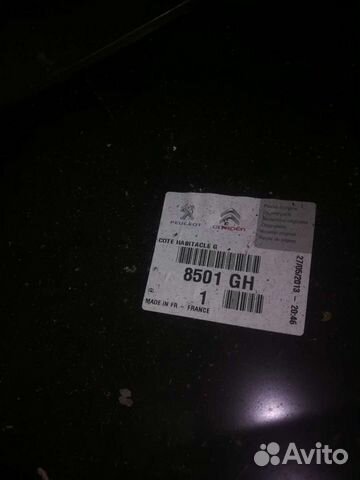 PEUGEOT
CITROËN
COTE HABITACLE G
8501 GH
1
MADE IN FR - FRANCE
27/05/2013 - 20:46
Avito